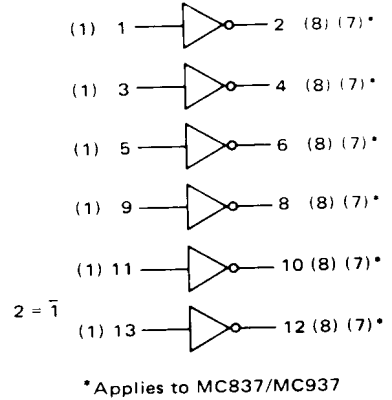 (1) 1 2 (8) (7)*
(1) 3 4 (8) (7)*
(1) 5 6 (8) (7)*
(1) 9 8 (8) (7)*
(1) 11 10 (8) (7)*
2 = 1̅
(1) 13 12 (8) (7)*
*Applies to MC837/MC937